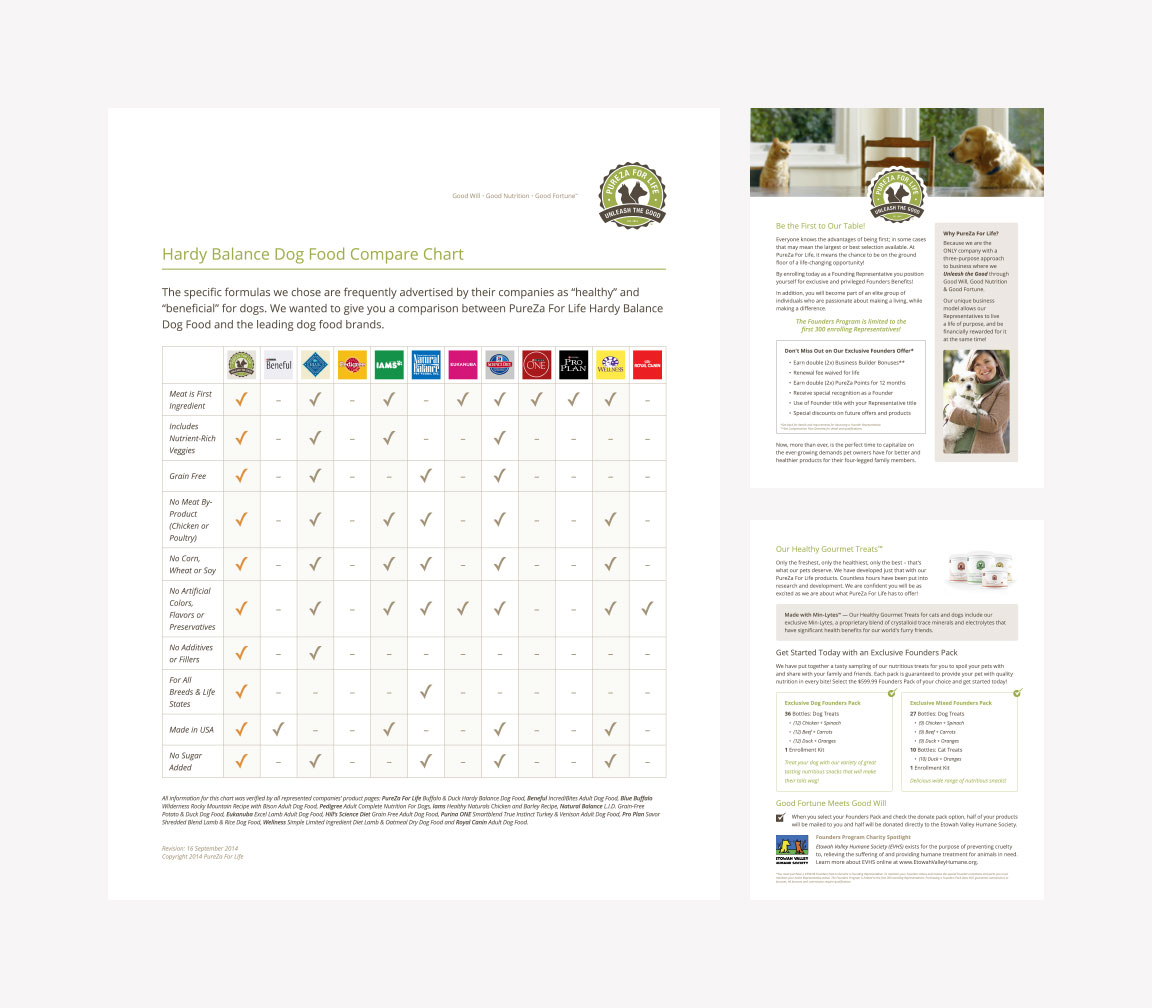 Good Will • Good Nutrition • Good Fortune™
PUREZA FOR LIFE
UNLEASH THE GOOD
Hardy Balance Dog Food Compare Chart
The specific formulas we chose are frequently advertised by their companies as “healthy” and
“beneficial” for dogs. We wanted to give you a comparison between PureZa For Life Hardy Balance
Dog Food and the leading dog food brands.
Beneful
Pedigree
IAMS
Natural
Balance
EUKANUBA
SCIENCE DIET
ONE
PRO
PLAN
WELLNESS
ROYAL CANIN
Meat is First
Ingredient
Includes
Nutrient-Rich
Veggies
Grain Free
No Meat By-
Product
(Chicken or
Poultry)
No Corn,
Wheat or Soy
No Artificial
Colors,
Flavors or
Preservatives
No Additives
or Fillers
For All
Breeds & Life
States
Made in USA
No Sugar
Added
All information for this chart was verified by all represented companies' product pages: PureZa For Life Buffalo & Duck Hardy Balance Dog Food, Beneful IncrediBites Adult Dog Food, Blue Buffalo
Wilderness Rocky Mountain Recipe with Bison Adult Dog Food, Pedigree Adult Complete Nutrition For Dogs, Iams Healthy Naturals Chicken and Barley Recipe, Natural Balance L.I.D. Grain-Free
Potato & Duck Dog Food, Eukanuba Excel Lamb Adult Dog Food, Hill's Science Diet Grain Free Adult Dog Food, Purina ONE Smartblend True Instinct Turkey & Venison Adult Dog Food, Pro Plan Savor
Shredded Blend Lamb & Rice Dog Food, Wellness Simple Limited Ingredient Diet Lamb & Oatmeal Dry Dog Food and Royal Canin Adult Dog Food.
Revision: 16 September 2014
Copyright 2014 PureZa For Life
PUREZA FOR LIFE
UNLEASH THE GOOD
Be the First to Our Table!
Everyone knows the advantages of being first; in some cases
that may mean the largest or best selection available. At
PureZa For Life, it means the chance to be on the ground
floor of a life-changing opportunity!
By enrolling today as a Founding Representative you position
yourself for exclusive and privileged Founders Benefits!
In addition, you will become part of an elite group of
individuals who are passionate about making a living, while
making a difference.
The Founders Program is limited to the
first 300 enrolling Representatives!
Don't Miss Out on Our Exclusive Founders Offer*
• Earn double (2x) Business Builder Bonuses**
• Renewal fee waived for life
• Earn double (2x) PureZa Points for 12 months
• Receive special recognition as a Founder
• Use of Founder title with your Representative title
• Special discounts on future offers and products
Now, more than ever, is the perfect time to capitalize on
the ever-growing demands pet owners have for better and
healthier products for their four-legged family members.
Why PureZa For Life?
Because we are the
ONLY company with a
three-purpose approach
to business where we
Unleash the Good through
Good Will, Good Nutrition
& Good Fortune.
Our unique business
model allows our
Representatives to live
a life of purpose, and be
financially rewarded for it
at the same time!
Our Healthy Gourmet Treats™
Only the freshest, only the healthiest, only the best – that's
what our pets deserve. We have developed just that with our
PureZa For Life products. Countless hours have been put into
research and development. We are confident you will be as
excited as we are about what PureZa For Life has to offer!
Made with Min-Lytes™ — Our Healthy Gourmet Treats for cats and dogs include our
exclusive Min-Lytes, a proprietary blend of crystalloid trace minerals and electrolytes that
have significant health benefits for our world's furry friends.
Get Started Today with an Exclusive Founders Pack
We have put together a tasty sampling of our nutritious treats for you to spoil your pets with
and share with your family and friends. Each pack is guaranteed to provide your pet with quality
nutrition in every bite! Select the $599.99 Founders Pack of your choice and get started today!
Exclusive Dog Founders Pack
36 Bottles: Dog Treats
• (12) Chicken + Spinach
• (12) Beef + Carrots
• (12) Duck + Oranges
1 Enrollment Kit
Treat your dog with our variety of great
tasting nutritious snacks that will make
their tails wag!
Exclusive Mixed Founders Pack
27 Bottles: Dog Treats
• (9) Chicken + Spinach
• (9) Beef + Carrots
• (9) Duck + Oranges
10 Bottles: Cat Treats
• (10) Duck + Oranges
1 Enrollment Kit
Delicious wide range of nutritious snacks!
Good Fortune Meets Good Will
When you select your Founders Pack and check the donate pack option, half of your products
will be mailed to you and half will be donated directly to the Etowah Valley Humane Society.
ETOWAH VALLEY
HUMANE SOCIETY
Founders Program Charity Spotlight
Etowah Valley Humane Society (EVHS) exists for the purpose of preventing cruelty
to, relieving the suffering of and providing humane treatment for animals in need.
Learn more about EVHS online at www.EtowahValleyHumane.org.